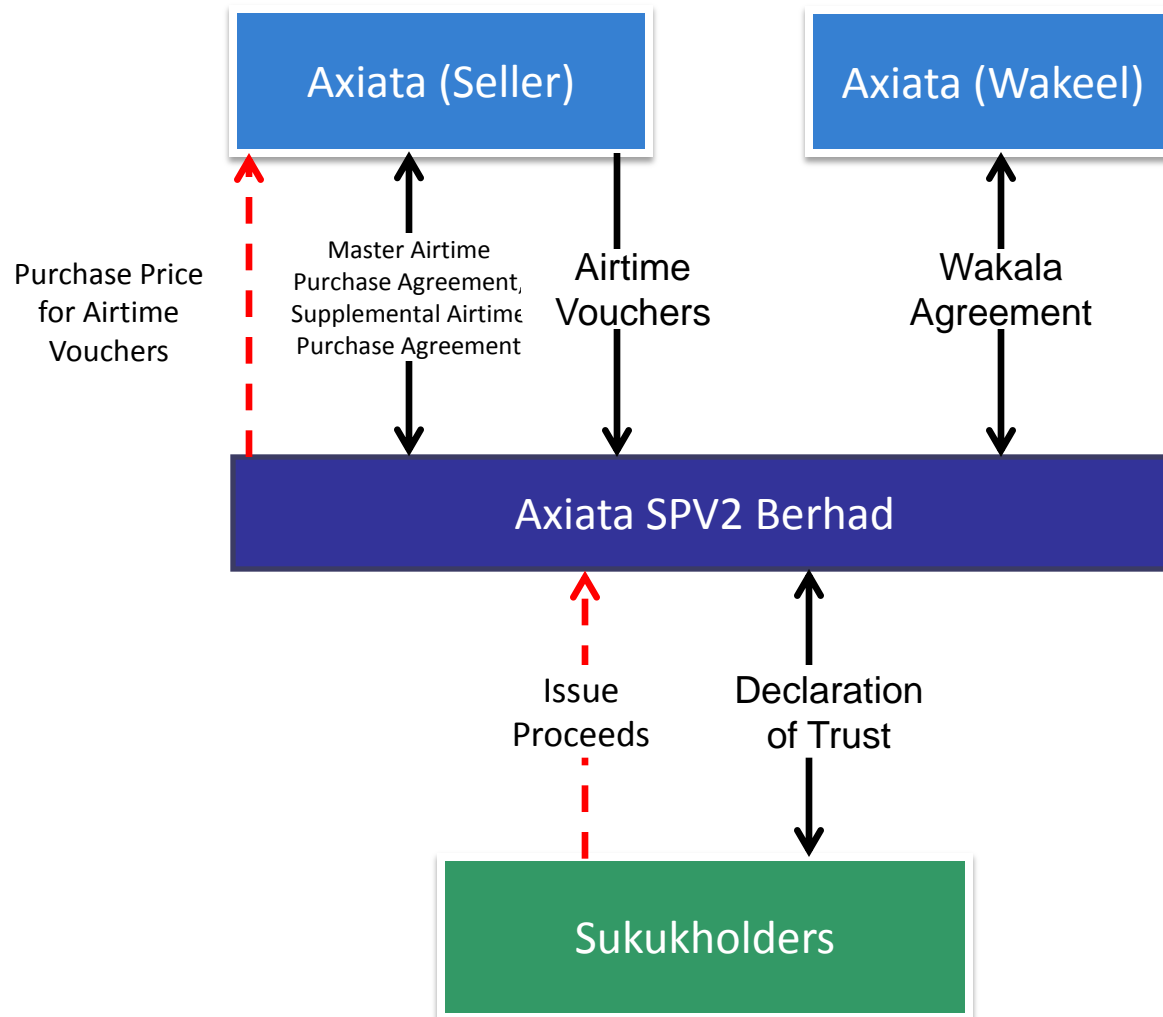 Axiata (Seller)
Axiata (Wakeel)
Purchase Price
for Airtime
Vouchers
Master Airtime
Purchase Agreement,
Supplemental Airtime
Purchase Agreement
Airtime
Vouchers
Wakala
Agreement
Axiata SPV2 Berhad
Issue
Proceeds
Declaration
of Trust
Sukukholders